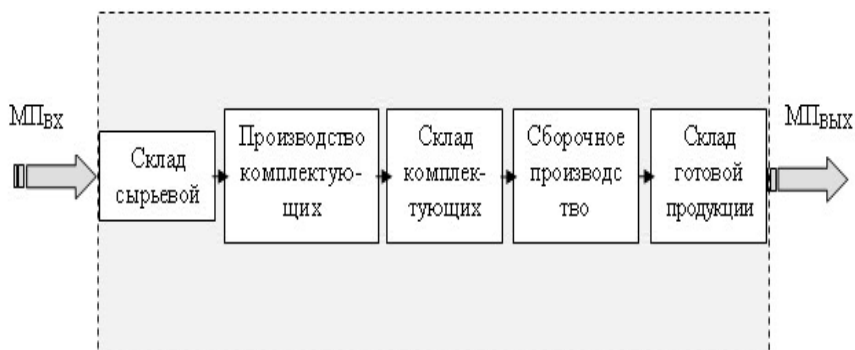 МПВХ
Склад
сырьевой
Производство
комплектую-
щих
Склад
комплек-
тующих
Сборочное
производс
тво
Склад
готовой
продукции
МПВЫХ